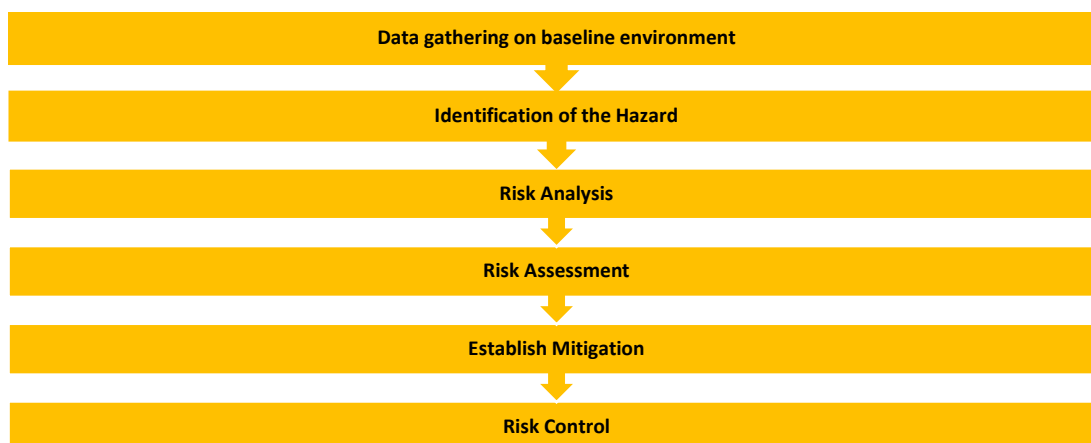 Data gathering on baseline environment
Identification of the Hazard
Risk Analysis
Risk Assessment
Establish Mitigation
Risk Control